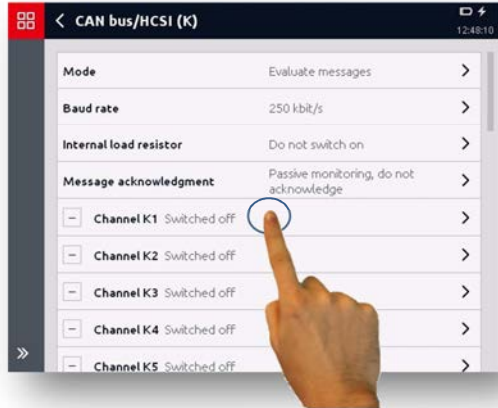 CAN bus/HCSI (K)
12:48:10
Mode Evaluate messages
Baud rate 250 kbit/s
Internal load resistor Do not switch on
Message acknowledgment Passive monitoring, do not
acknowledge
Channel K1 Switched off
Channel K2 Switched off
Channel K3 Switched off
Channel K4 Switched off
Channel K5 Switched off